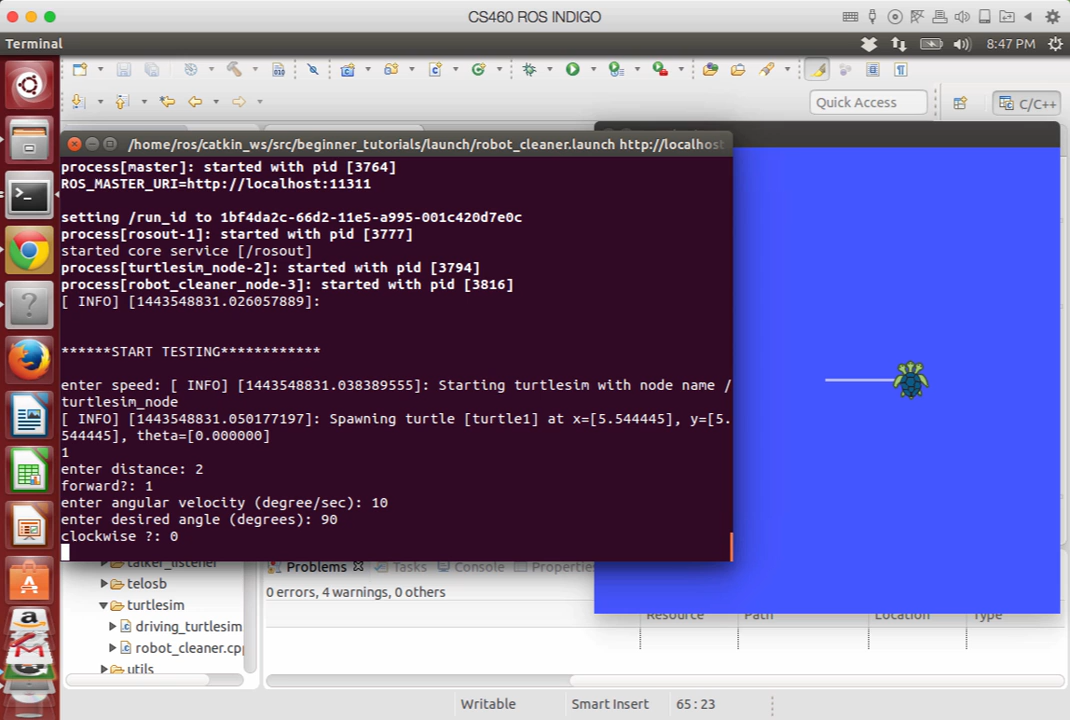 CS460 ROS INDIGO
Terminal
8:47 PM
Quick Access
C/C++
/home/ros/catkin_ws/src/beginner_tutorials/launch/robot_cleaner.launch http://localhost
process[master]: started with pid [3764]
ROS_MASTER_URI=http://localhost:11311
setting /run_id to 1bf4da2c-66d2-11e5-a995-001c420d7e0c
process[rosout-1]: started with pid [3777]
started core service [/rosout]
process[turtlesim_node-2]: started with pid [3794]
process[robot_cleaner_node-3]: started with pid [3816]
[ INFO] [1443548831.026057889]:
******START TESTING************
enter speed: [ INFO] [1443548831.038389555]: Starting turtlesim with node name /
turtlesim_node
[ INFO] [1443548831.050177197]: Spawning turtle [turtle1] at x=[5.544445], y=[5.
544445], theta=[0.000000]
1
enter distance: 2
forward?: 1
enter angular velocity (degree/sec): 10
enter desired angle (degrees): 90
clockwise ?: 0
talker_listener
telosb
turtlesim
driving_turtlesim
robot_cleaner.cpp
utils
Problems Tasks Console Properties
0 errors, 4 warnings, 0 others
Resource Path Location Type
Writable Smart Insert 65 : 23